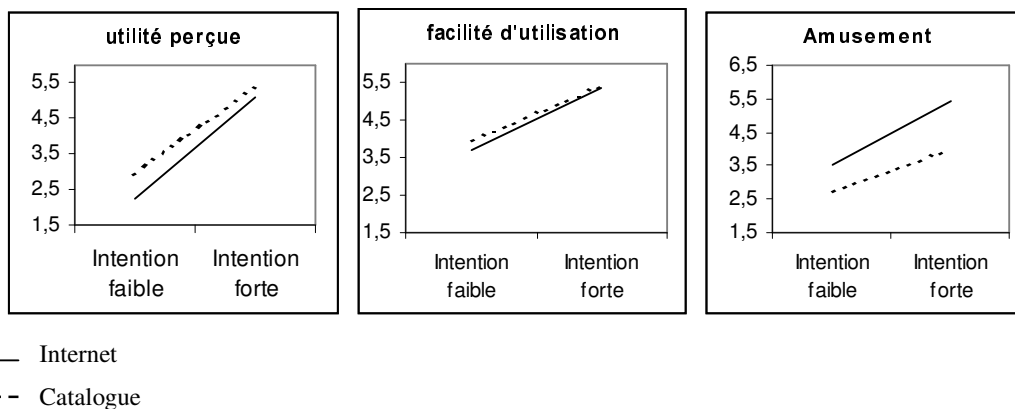 utilité perçue
5,5
4,5
3,5
2,5
1,5
Intention Intention
faible forte
facilité d'utilisation
5,5
4,5
3,5
2,5
1,5
Intention Intention
faible forte
Amusement
6,5
5,5
4,5
3,5
2,5
1,5
Intention Intention
faible forte
Internet
Catalogue